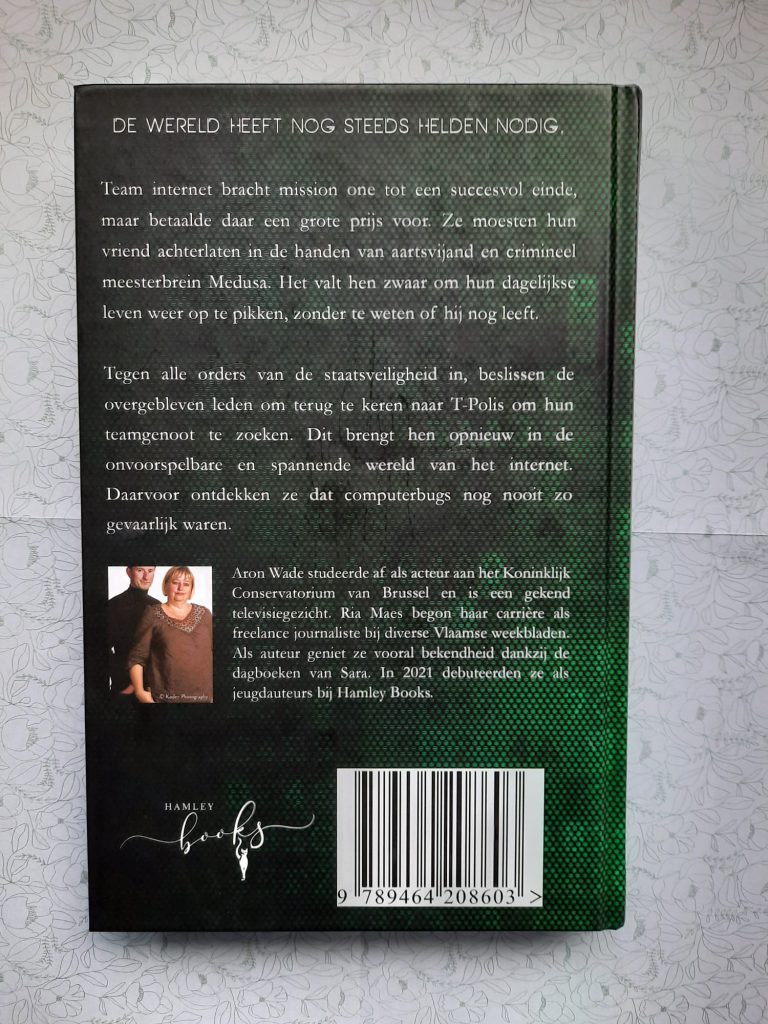 DE WERELD HEEFT NOG STEEDS HELDEN NODIG.
Team internet bracht mission one tot een succesvol einde,
maar betaalde daar een grote prijs voor. Ze moesten hun
vriend achterlaten in de handen van aartsvijand en crimineel
meesterbrein Medusa. Het valt hen zwaar om hun dagelijkse
leven weer op te pikken, zonder te weten of hij nog leeft.
Tegen alle orders van de staatsveiligheid in, beslissen de
overgebleven leden om terug te keren naar T-Polis om hun
teamgenoot te zoeken. Dit brengt hen opnieuw in de
onvoorspelbare en spannende wereld van het internet.
Daarvoor ontdekken ze dat computerbugs nog nooit zo
gevaarlijk waren.
Aron Wade studeerde af als acteur aan het Koninklijk
Conservatorium van Brussel en is een gekend
televisiegezicht. Ria Maes begon haar carrière als
freelance journaliste bij diverse Vlaamse weekbladen.
Als auteur geniet ze vooral bekendheid dankzij de
dagboeken van Sara. In 2021 debuteerden ze als
jeugdauteurs bij Hamley Books.
HAMLEY
books
9 789464 208603 >